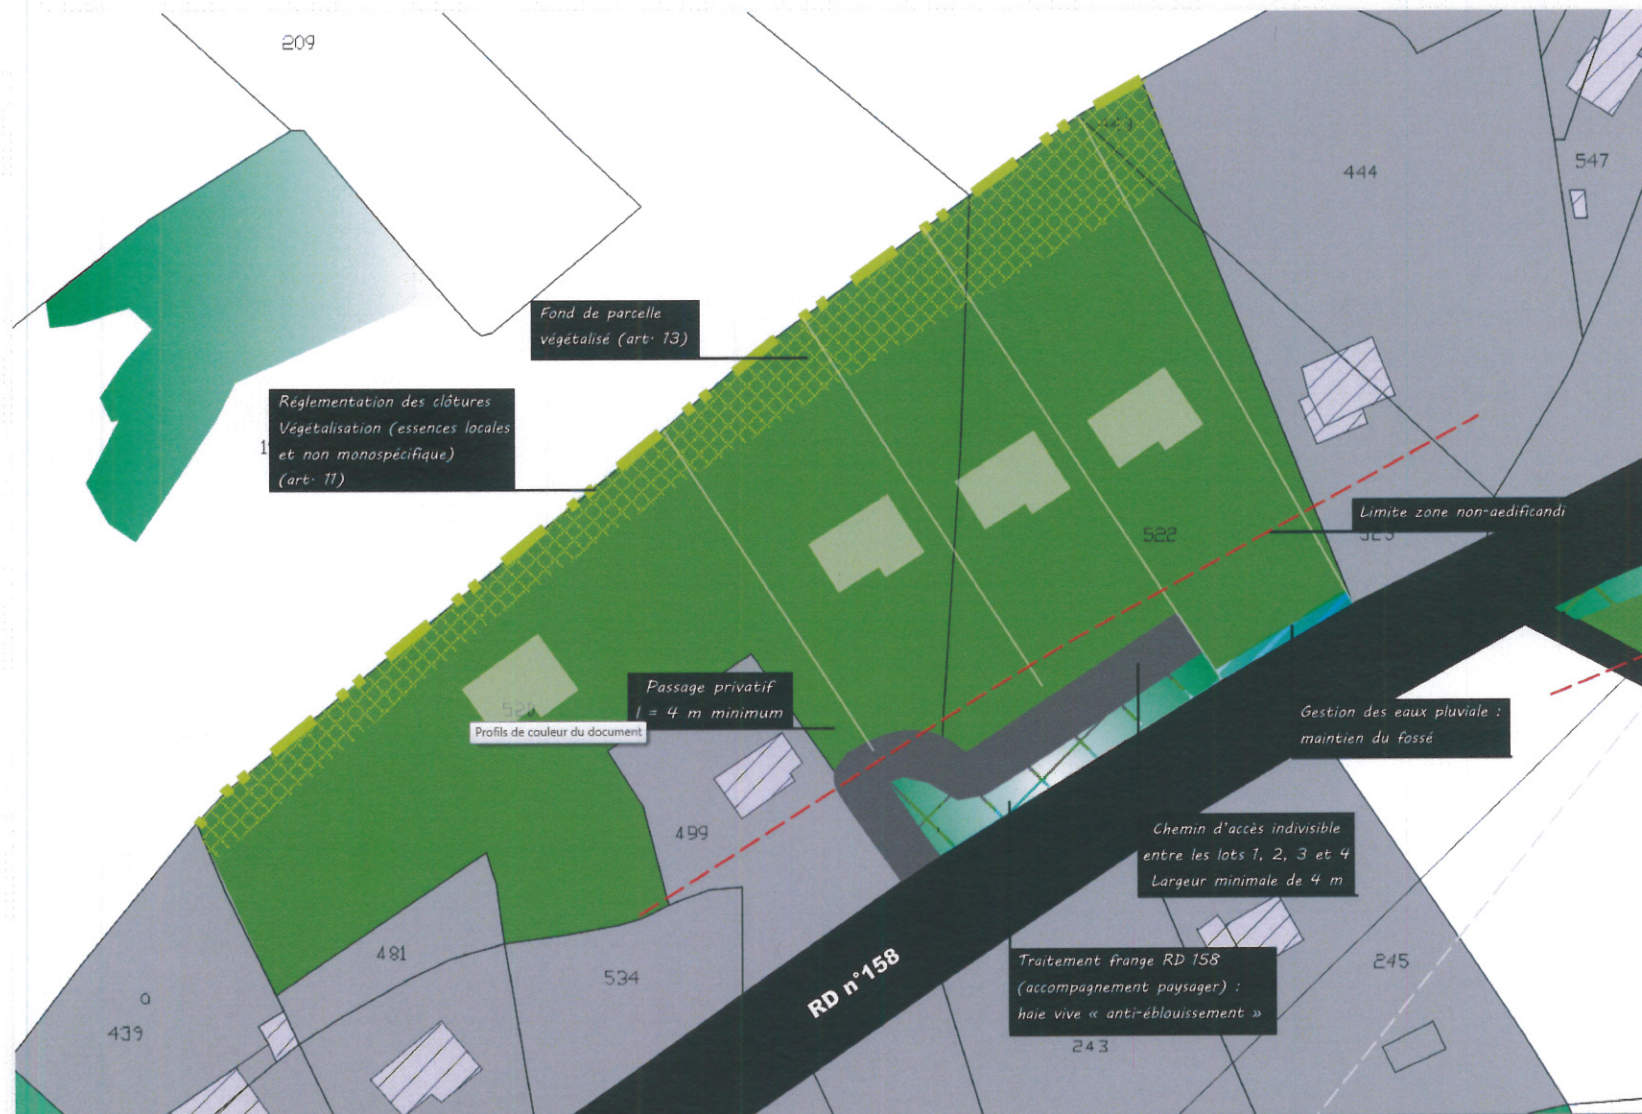 209
444
547
Fond de parcelle
végétalisé (art. 13)
Réglementation des clôtures
Végétalisation (essences locales
et non monospécifique)
(art. 11)
Limite zone non-aedificandi
522
Passage privatif
l = 4 m minimum
Profils de couleur du document
Gestion des eaux pluviale :
maintien du fossé
499
Chemin d'accès indivisible
entre les lots 1, 2, 3 et 4
Largeur minimale de 4 m
481
534
RD n°158
Traitement frange RD 158
(accompagnement paysager) :
haie vive « anti-éblouissement »
245
a
439
243